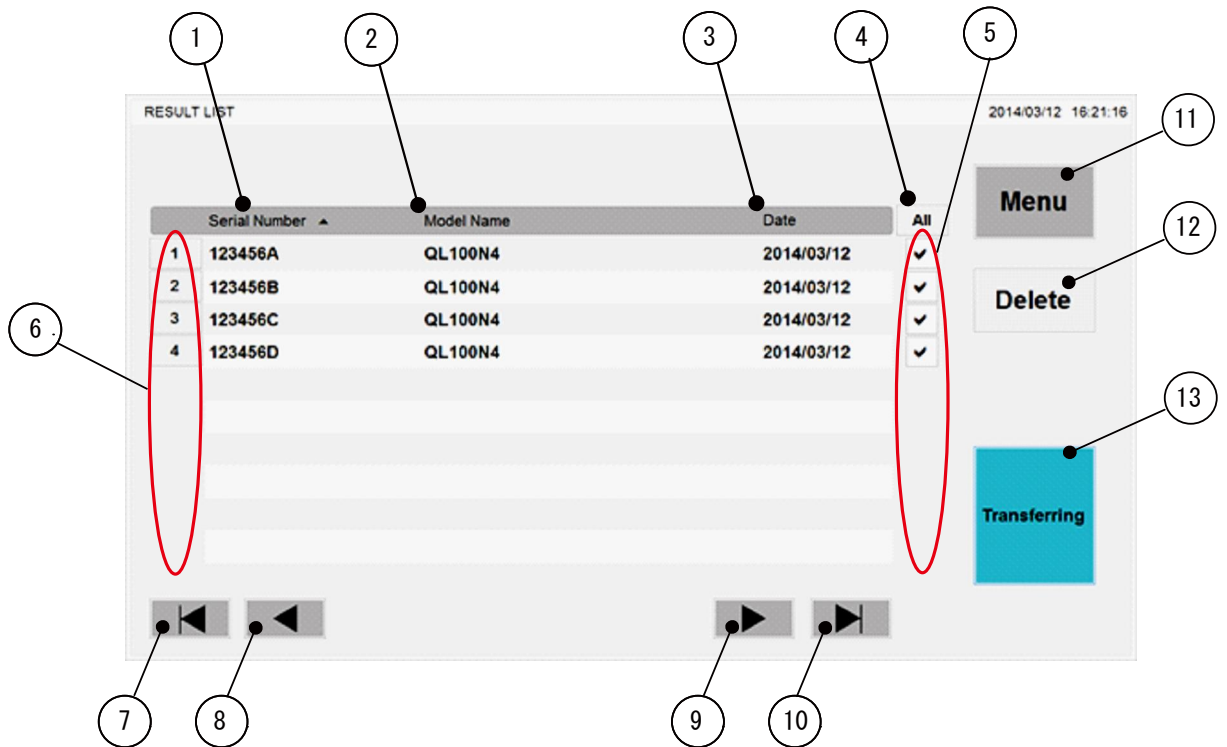 1 2 3 4 5
RESULT LIST 2014/03/12 16:21:16
11
Menu
Serial Number ▲ Model Name Date All
12
1 123456A QL100N4 2014/03/12 ✔
2 123456B QL100N4 2014/03/12 ✔
Delete
3 123456C QL100N4 2014/03/12 ✔
6
4 123456D QL100N4 2014/03/12 ✔
13
Transferring
7 8 9 10